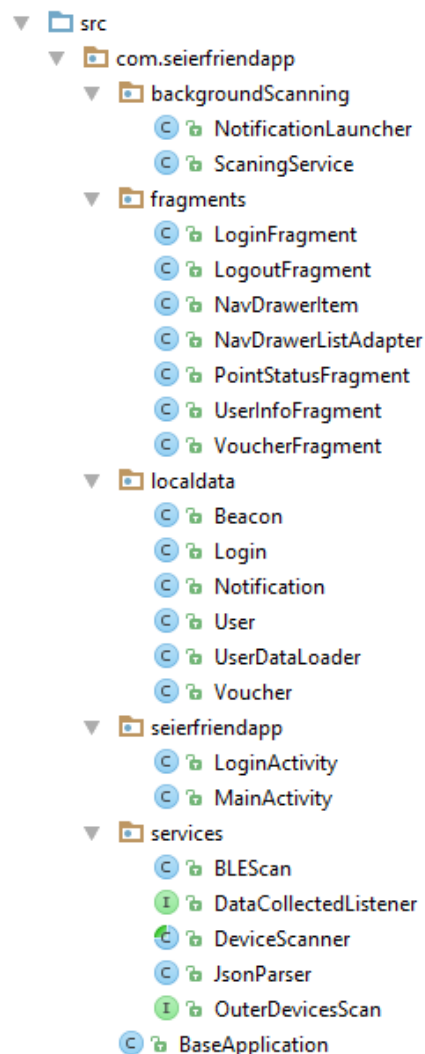 src
com.seierfriendapp
backgroundScanning
NotificationLauncher
ScaningService
fragments
LoginFragment
LogoutFragment
NavDrawerItem
NavDrawerListAdapter
PointStatusFragment
UserInfoFragment
VoucherFragment
localdata
Beacon
Login
Notification
User
UserDataLoader
Voucher
seierfriendapp
LoginActivity
MainActivity
services
BLEScan
DataCollectedListener
DeviceScanner
JsonParser
OuterDevicesScan
BaseApplication